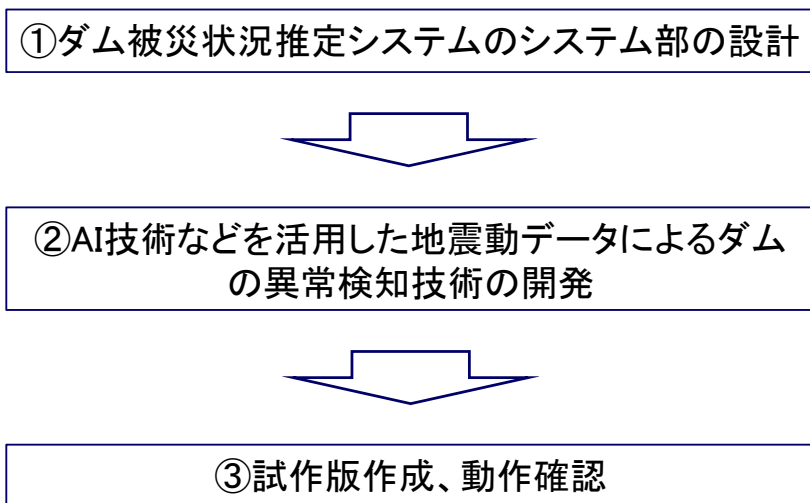 ①ダム被災状況推定システムのシステム部の設計
②AI技術などを活用した地震動データによるダム
の異常検知技術の開発
③試作版作成、動作確認